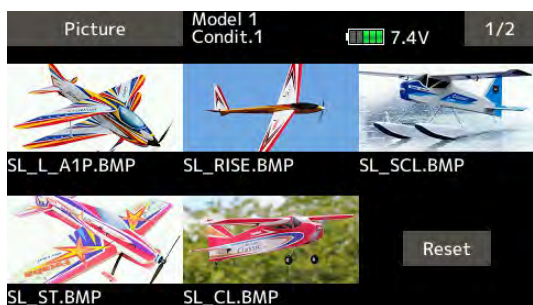 Picture
Model 1
Condit.1
7.4V
1/2
SL_L_A1P.BMP
SL_RISE.BMP
SL_SCL.BMP
Classic
Reset
SL_ST.BMP
SL_CL.BMP